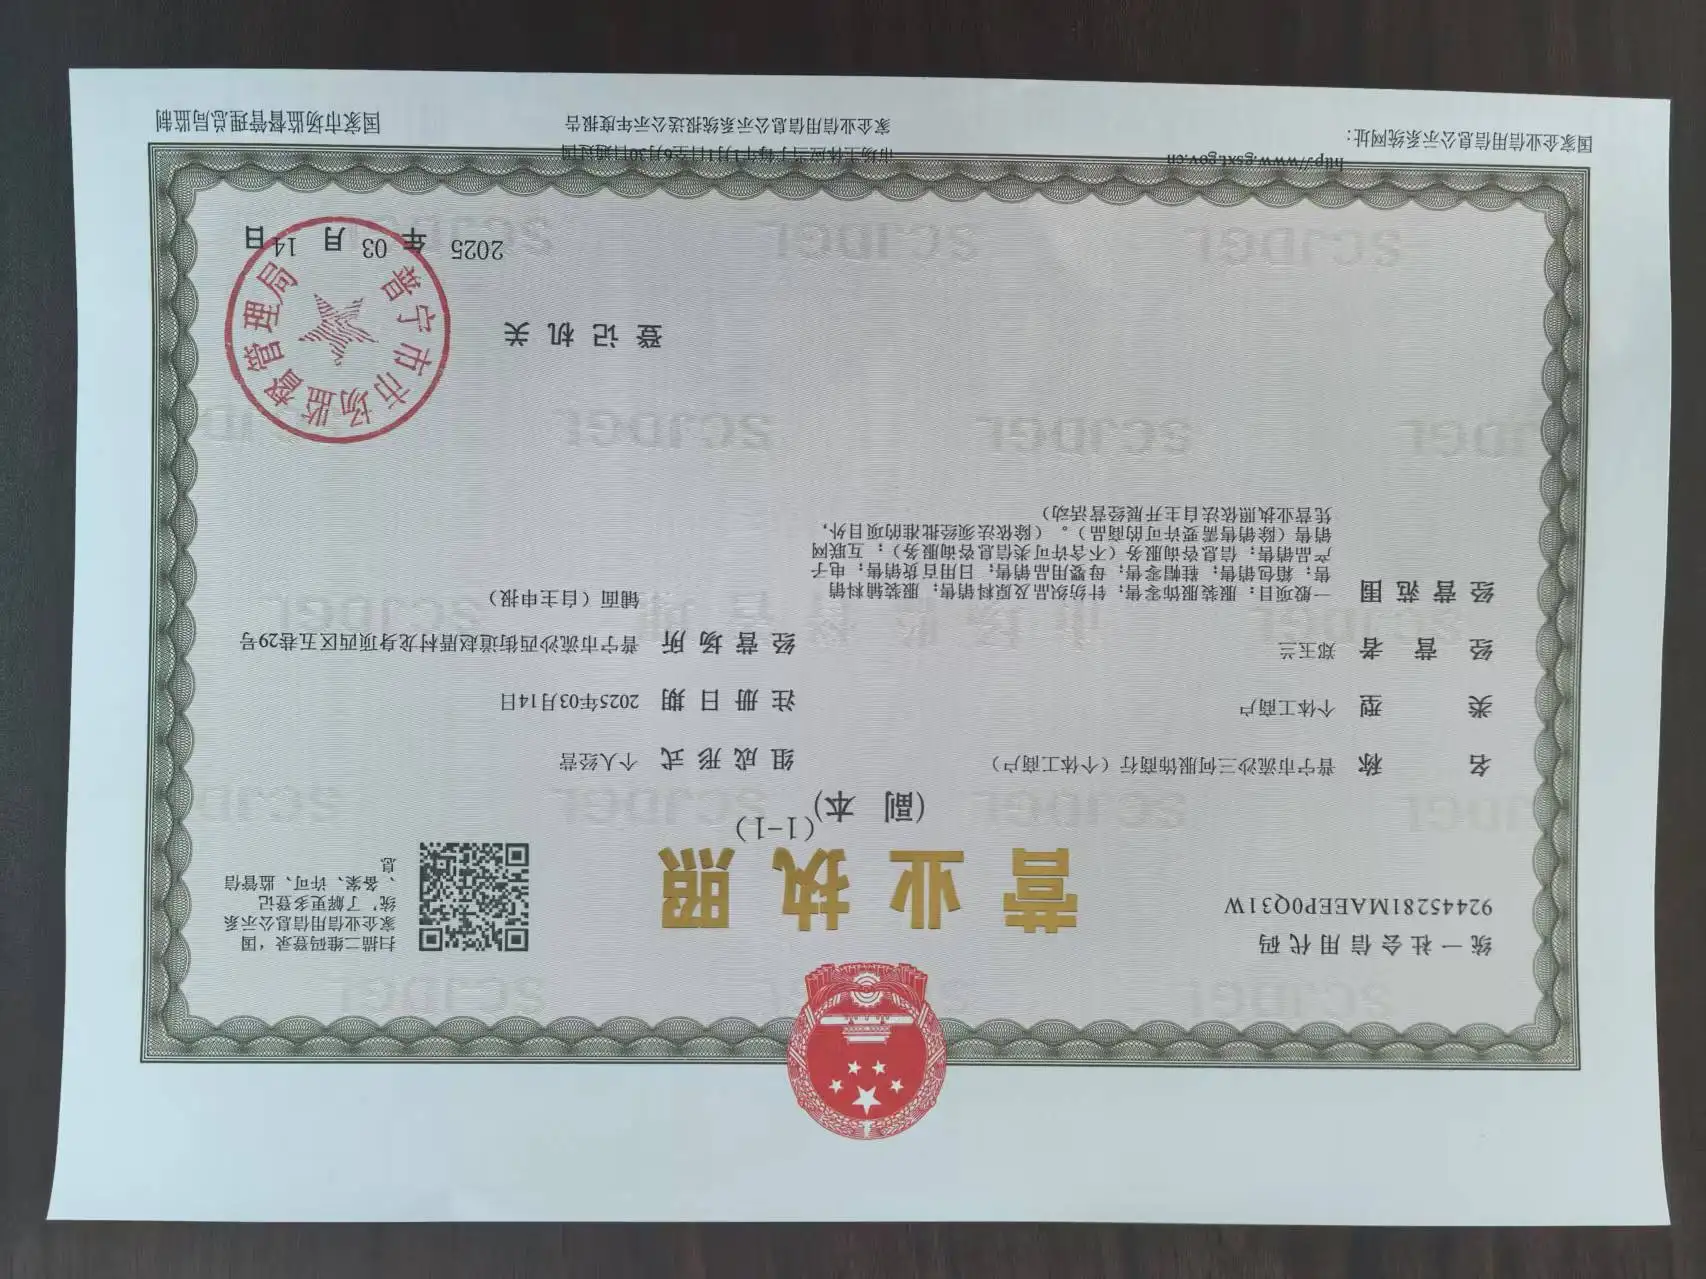 统一社会信用代码
92445281MAEEP0Q31W
营业执照
(副 本)
(1-1)
扫描二维码登录‘国
家企业信用信息公示系
统’了解更多登记
、备案、许可、监管信
息
名称 普宁市流沙三何服饰商行（个体工商户）
类型 个体工商户
经营者 郑玉兰
经营范围 一般项目：服装服饰零售；针纺织品及原料销售；服装辅料销
售；箱包销售；鞋帽零售；母婴用品销售；日用百货销售；电子
产品销售；信息咨询服务（不含许可类信息咨询服务）；互联网
销售（除销售需要许可的商品）。（除依法须经批准的项目外，
凭营业执照依法自主开展经营活动）
组成形式 个人经营
注册日期 2025年03月14日
经营场所 普宁市流沙西街道赵厝村龙身顶西区五巷29号
铺面（自主申报）
登记机关
普宁市市场监督管理局
2025 年 03 月 14 日
http://www.gsxt.gov.cn
国家企业信用信息公示系统网址：
市场主体应当于每年1月1日至6月30日通过国
家企业信用信息公示系统报送公示年度报告
国家市场监督管理总局监制
SCJDGL
市场监督管理